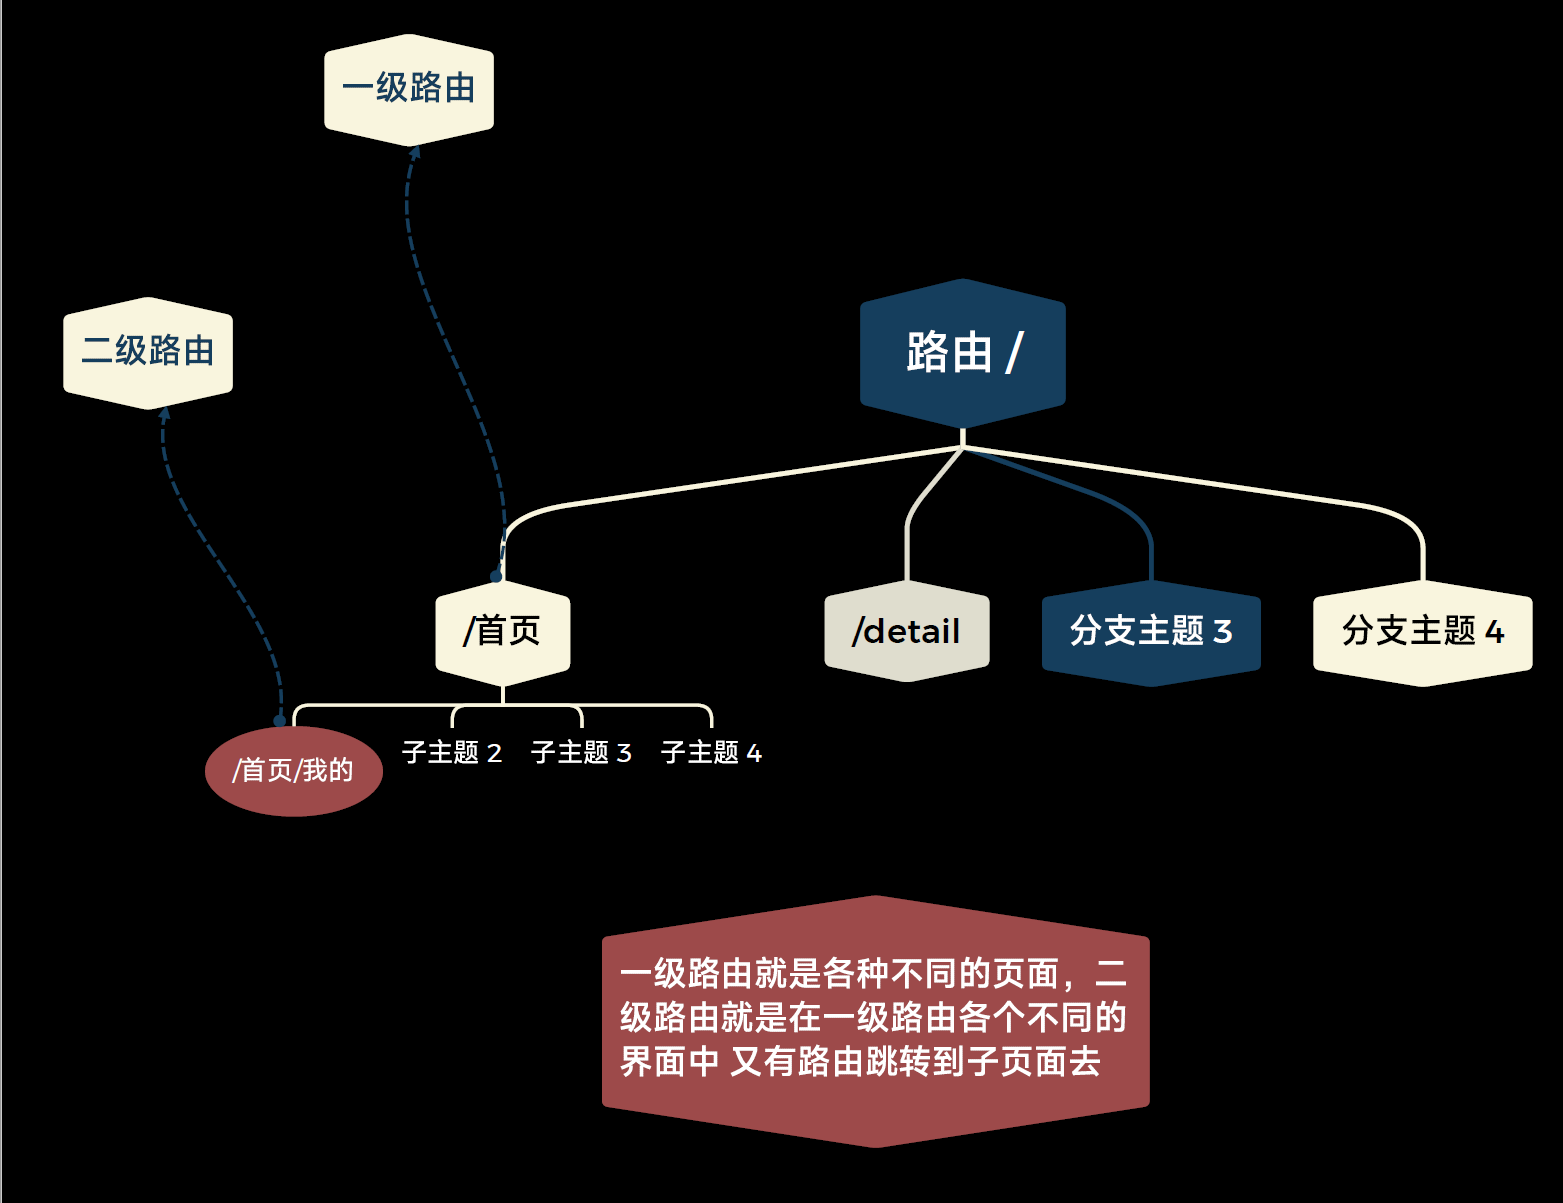 一级路由
二级路由
路由 /
/首页
/detail
分支主题 3
分支主题 4
/首页/我的
子主题 2
子主题 3
子主题 4
一级路由就是各种不同的页面，二
级路由就是在一级路由各个不同的
界面中 又有路由跳转到子页面去